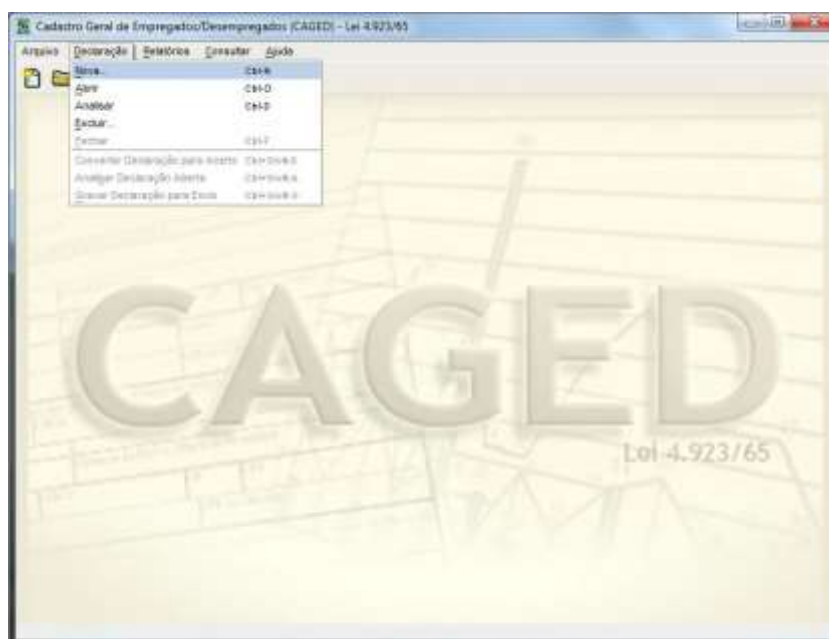 Cadastro Geral de Empregados/Desempregados (CAGED) - Lei 4.923/65
Arquivo Declaração Relatórios Consultar Ajuda
Nova... Ctrl-N
Abrir Ctrl-O
Analisar
Excluir...
Fechar Ctrl-F
Converter Declaração para Acerto
Analisar Declaração Aberta
Gravar Declaração para Envio
CAGED
Lei 4.923/65